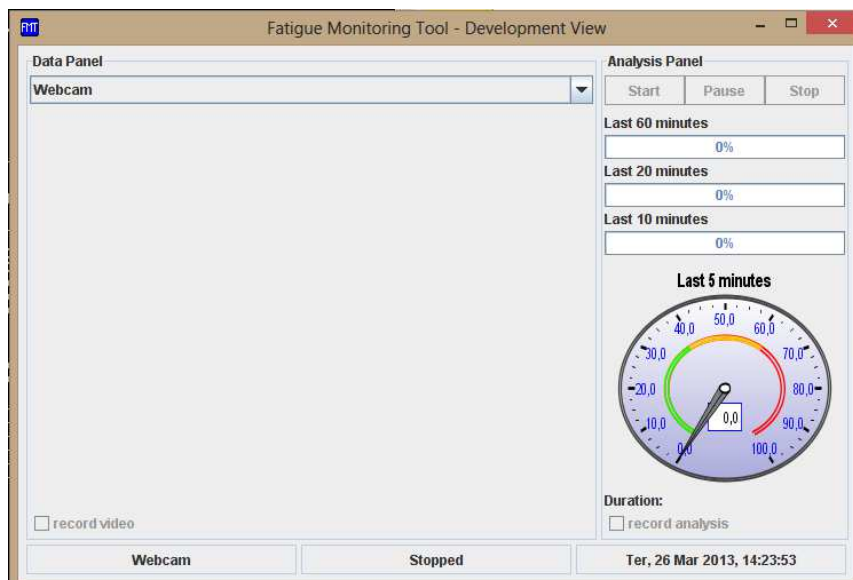 FMT
Fatigue Monitoring Tool - Development View
Data Panel
Webcam
record video
Analysis Panel
Start Pause Stop
Last 60 minutes
0%
Last 20 minutes
0%
Last 10 minutes
0%
Last 5 minutes
0,0
10,0
20,0
30,0
40,0
50,0
60,0
70,0
80,0
90,0
100,0
0,0
Duration:
record analysis
Webcam Stopped Ter, 26 Mar 2013, 14:23:53